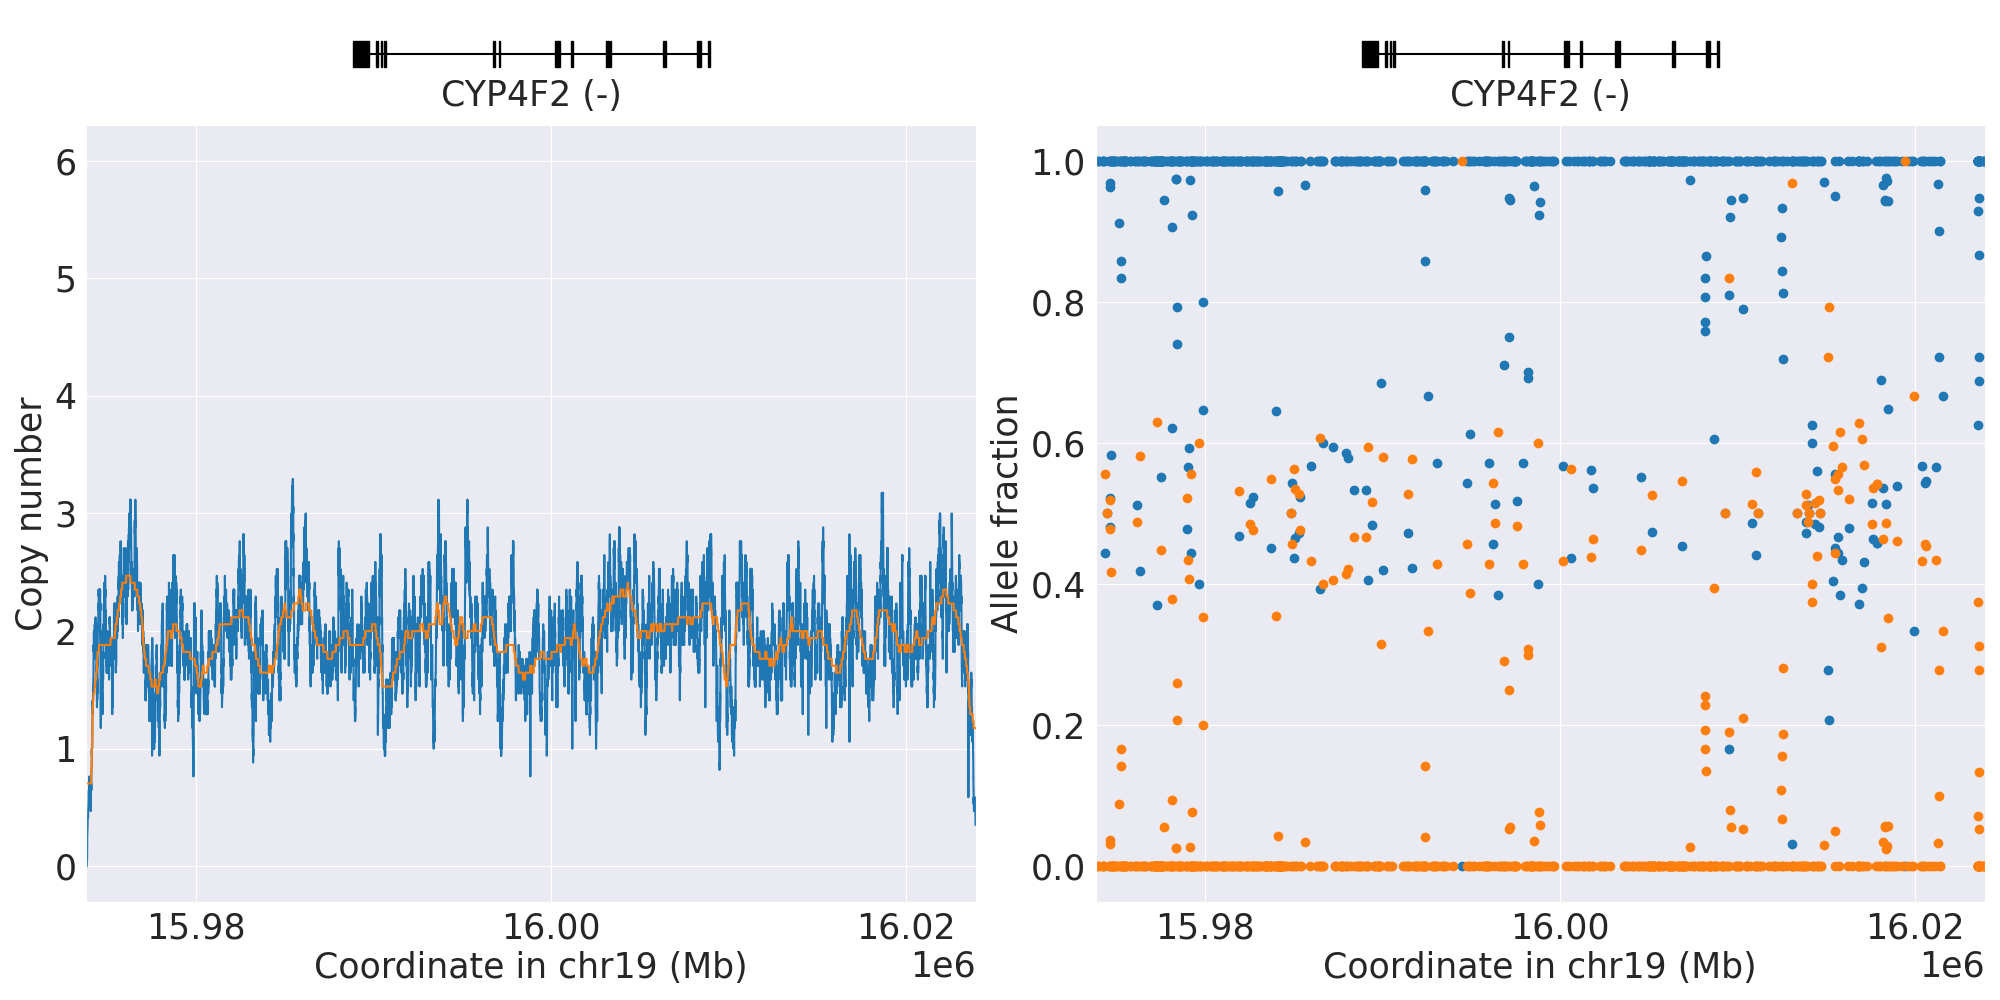 CYP4F2 (-)
Copy number
6
5
4
3
2
1
0
15.98
16.00
16.02
Coordinate in chr19 (Mb)
1e6
CYP4F2 (-)
Allele fraction
1.0
0.8
0.6
0.4
0.2
0.0
15.98
16.00
16.02
Coordinate in chr19 (Mb)
1e6